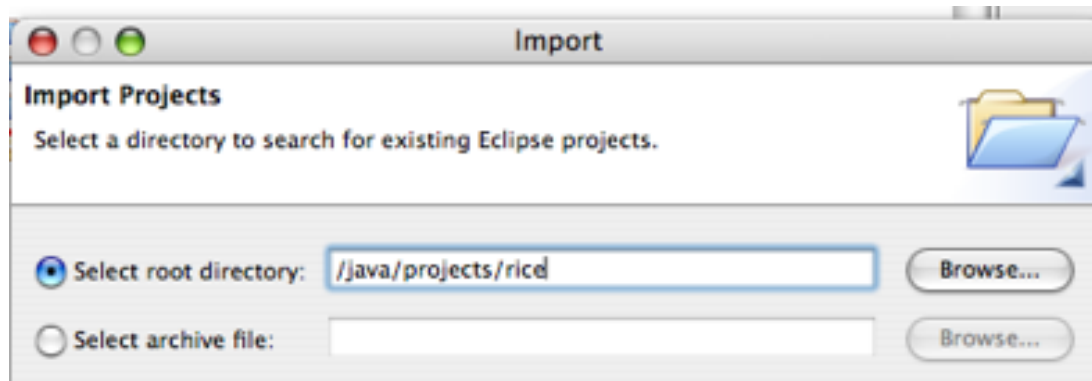 Import
Import Projects
Select a directory to search for existing Eclipse projects.
Select root directory: /java/projects/rice Browse...
Select archive file: Browse...